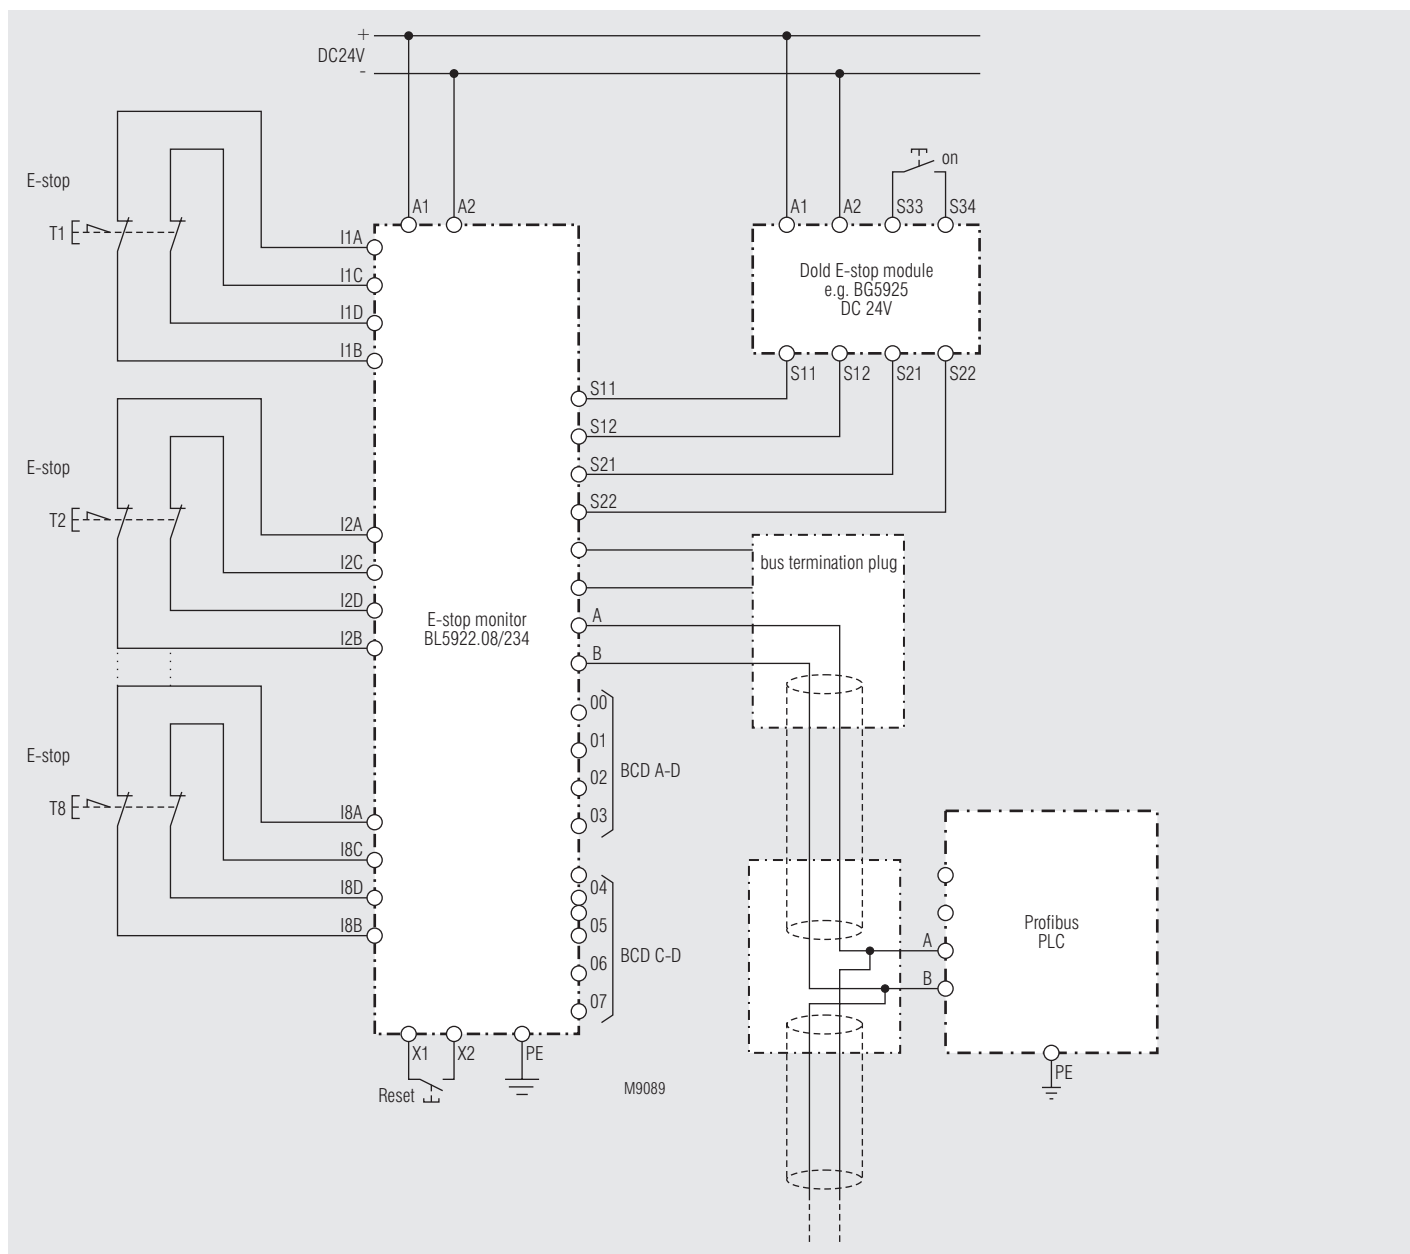 +
DC24V
-
E-stop
T1
I1A
I1C
I1D
I1B
A1
A2
A1
A2
S33
S34
on
Dold E-stop module
e.g. BG5925
DC 24V
S11
S12
S21
S22
S11
S12
S21
S22
E-stop
T2
I2A
I2C
I2D
I2B
E-stop monitor
BL5922.08/234
bus termination plug
A
B
00
01
02
03
BCD A-D
E-stop
T8
I8A
I8C
I8D
I8B
04
05
06
07
BCD C-D
Profibus
PLC
A
B
PE
X1
X2
PE
Reset
M9089